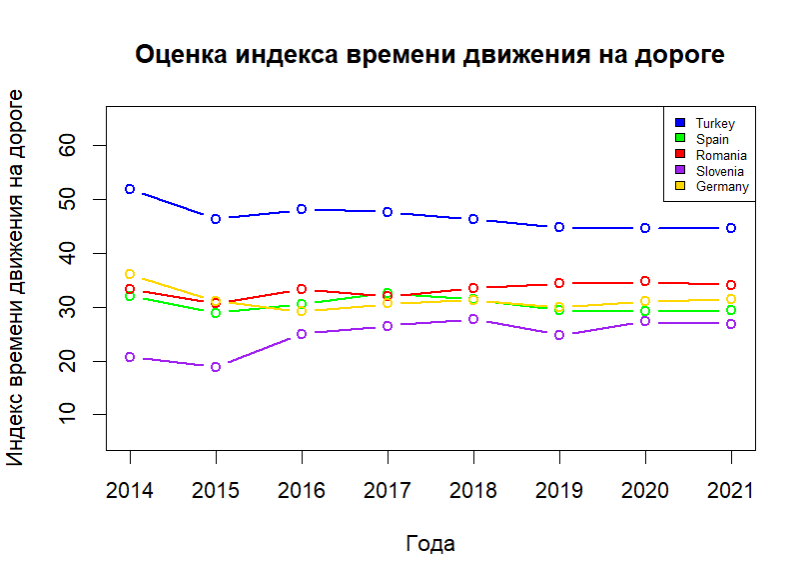 Оценка индекса времени движения на дороге
Индекс времени движения на дороге
60
50
40
30
20
10
Turkey
Spain
Romania
Slovenia
Germany
2014 2015 2016 2017 2018 2019 2020 2021
Года